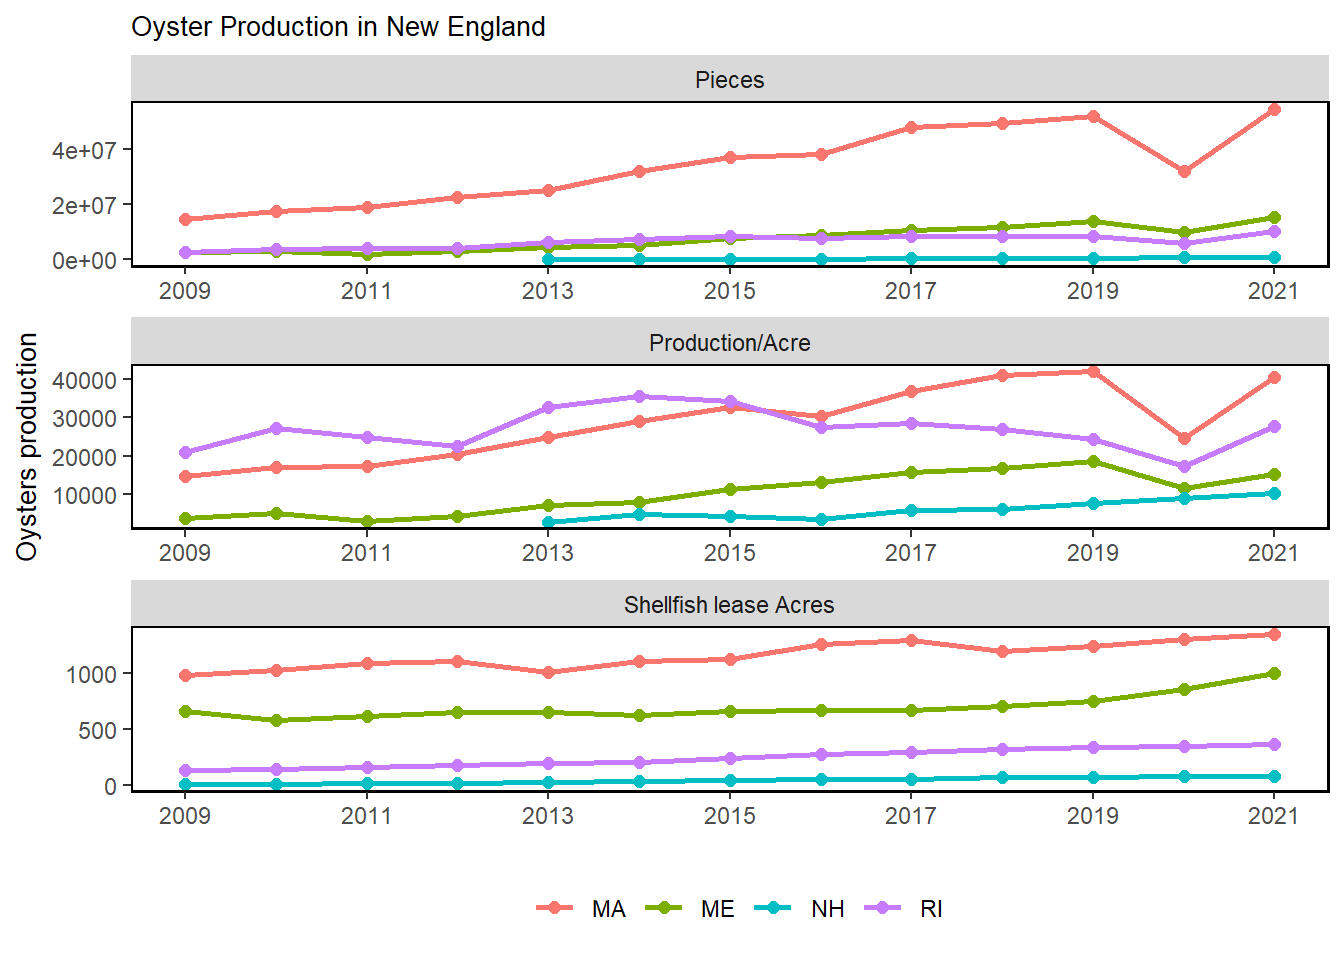 Oyster Production in New England
Pieces
4e+07
2e+07
0e+00
2009 2011 2013 2015 2017 2019 2021
Production/Acre
Oysters production
40000
30000
20000
10000
2009 2011 2013 2015 2017 2019 2021
Shellfish lease Acres
1000
500
0
2009 2011 2013 2015 2017 2019 2021
MA ME NH RI